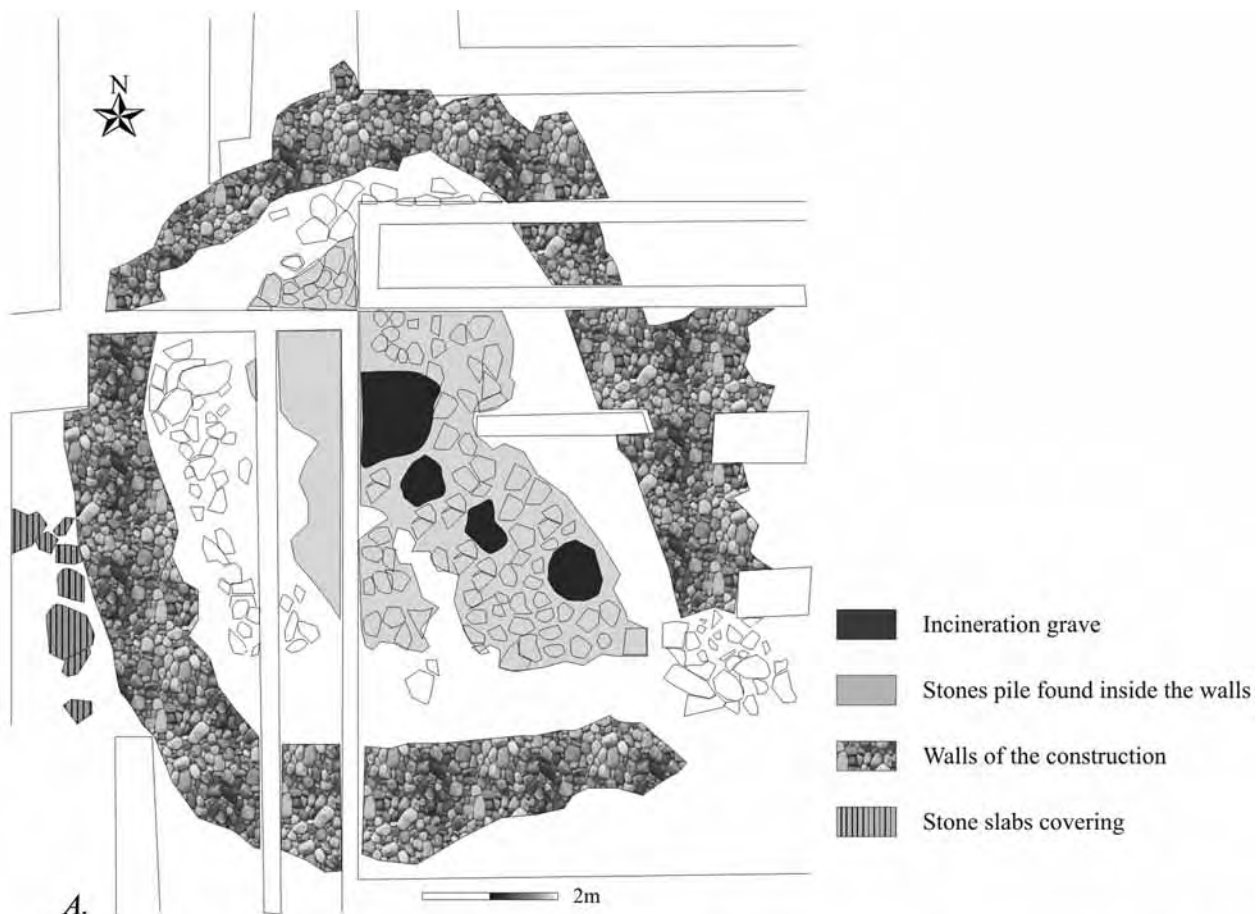 N
Incineration grave
Stones pile found inside the walls
Walls of the construction
Stone slabs covering
A.
2m